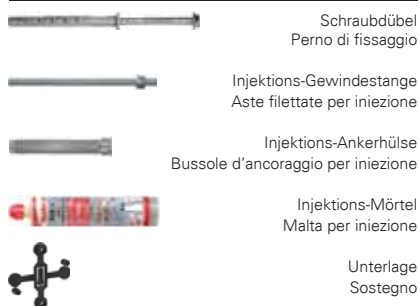 Schraubdübel
Perno di fissaggio
Injektions-Gewindestange
Aste filettate per iniezione
Injektions-Ankerhülse
Bussole d’ancoraggio per iniezione
Injektions-Mörtel
Malta per iniezione
Unterlage
Sostegno